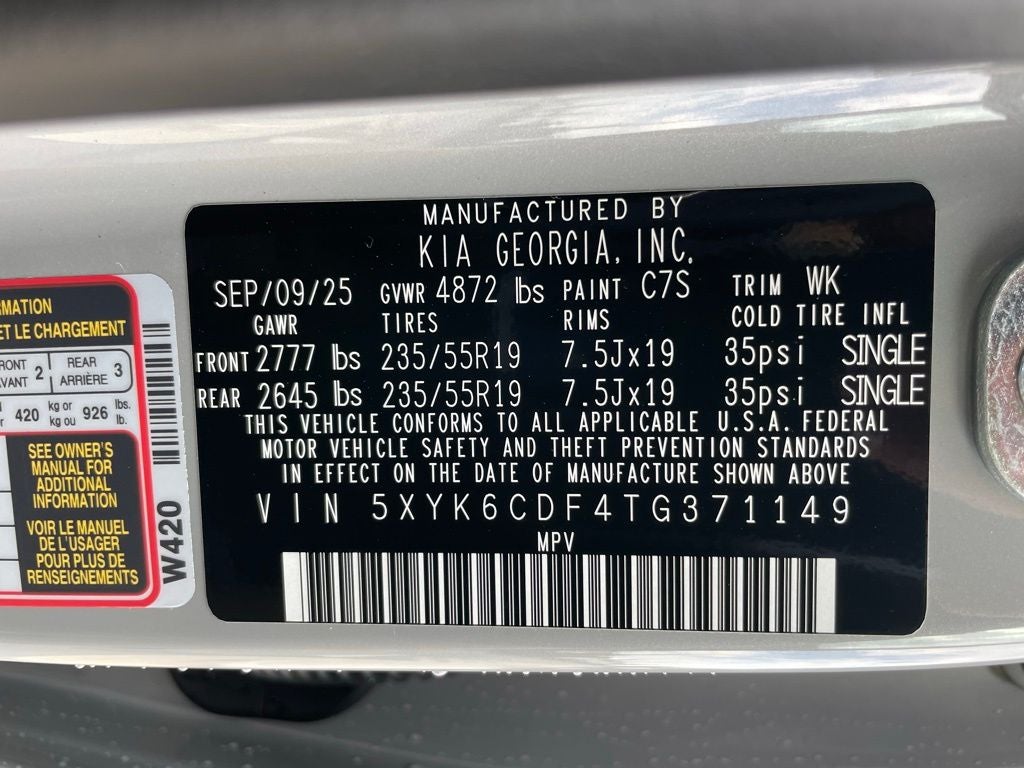 MANUFACTURED BY
KIA GEORGIA, INC.
SEP/09/25 GVWR 4872 lbs PAINT C7S TRIM WK
GAWR TIRES RIMS COLD TIRE INFL
FRONT 2777 lbs 235/55R19 7.5Jx19 35psi SINGLE
REAR 2645 lbs 235/55R19 7.5Jx19 35psi SINGLE
THIS VEHICLE CONFORMS TO ALL APPLICABLE U.S.A. FEDERAL
MOTOR VEHICLE SAFETY AND THEFT PREVENTION STANDARDS
IN EFFECT ON THE DATE OF MANUFACTURE SHOWN ABOVE
VIN 5XYK6CDF4TG371149
MPV
ET LE CHARGEMENT
2 REAR 3
ARRIÈRE
420 kg or 926 lbs.
kg ou lb.
SEE OWNER'S
MANUAL FOR
ADDITIONAL
INFORMATION
VOIR LE MANUEL
DE L'USAGER
POUR PLUS DE
RENSEIGNEMENTS
W420